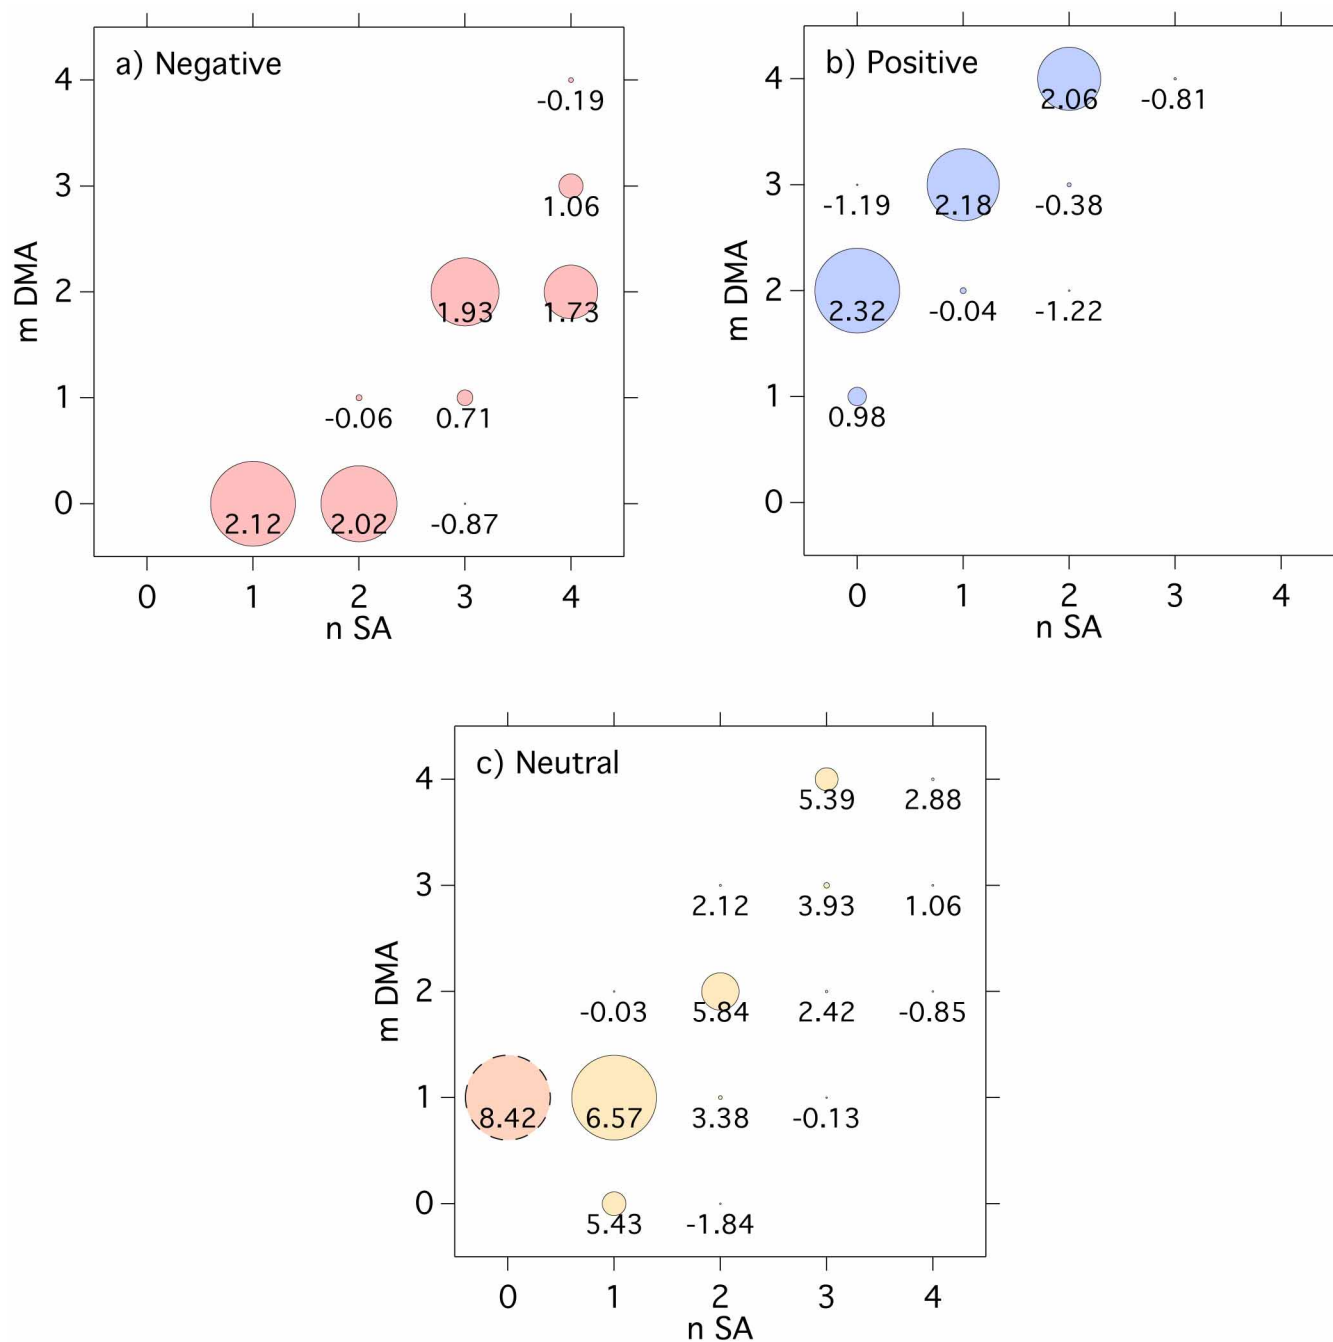 a) Negative
4
-0.19
3
1.06
2
1.93 1.73
1
-0.06 0.71
0
2.12 2.02 -0.87
0 1 2 3 4
n SA
m DMA
b) Positive
4
2.06 -0.81
3
-1.19 2.18 -0.38
2
2.32 -0.04 -1.22
1
0.98
0
0 1 2 3 4
n SA
m DMA
c) Neutral
4
5.39 2.88
3
2.12 3.93 1.06
2
-0.03 5.84 2.42 -0.85
1
8.42 6.57 3.38 -0.13
0
5.43 -1.84
0 1 2 3 4
n SA
m DMA